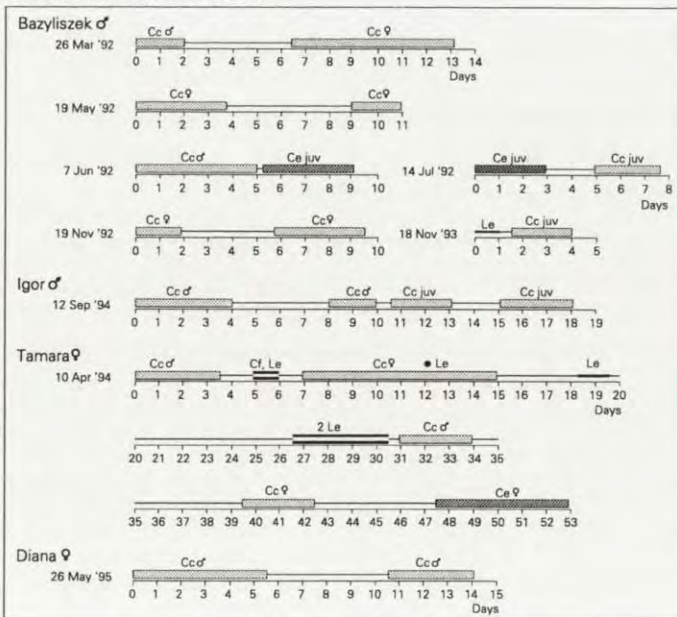 Bazyliszek ♂
Cc ♂ Cc ♀
26 Mar '92
0 1 2 3 4 5 6 7 8 9 10 11 12 13 14
Days
Cc♀ Cc♀
19 May '92
0 1 2 3 4 5 6 7 8 9 10 11
Cc♂ Ce juv Ce juv Cc juv
7 Jun '92 14 Jul '92
0 1 2 3 4 5 6 7 8 9 10 0 1 2 3 4 5 6 7 8
Days
Cc ♀ Cc♀ Le Cc juv
19 Nov '92 18 Nov '93
0 1 2 3 4 5 6 7 8 9 10 0 1 2 3 4 5
Igor ♂
Cc ♂ Cc♂ Cc juv Cc juv
12 Sep '94
0 1 2 3 4 5 6 7 8 9 10 11 12 13 14 15 16 17 18 19
Tamara ♀
Cc♂ Cf, Le Cc♀ • Le Le
10 Apr '94
0 1 2 3 4 5 6 7 8 9 10 11 12 13 14 15 16 17 18 19 20
Days
2 Le Cc♂
20 21 22 23 24 25 26 27 28 29 30 31 32 33 34 35
Cc ♀ Ce ♀
35 36 37 38 39 40 41 42 43 44 45 46 47 48 49 50 51 52 53
Diana ♀
Cc♂ Cc♂
26 May '95
0 1 2 3 4 5 6 7 8 9 10 11 12 13 14 15
Days